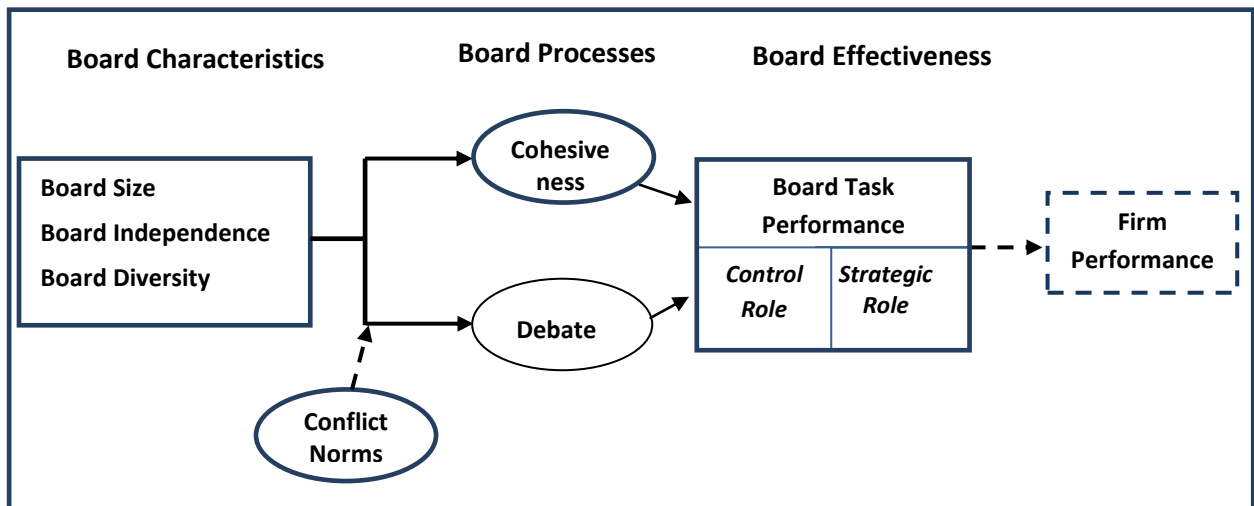 Board Characteristics
Board Processes
Board Effectiveness
Board Size
Board Independence
Board Diversity
Cohesive
ness
Debate
Conflict
Norms
Board Task
Performance
Control
Role
Strategic
Role
Firm
Performance